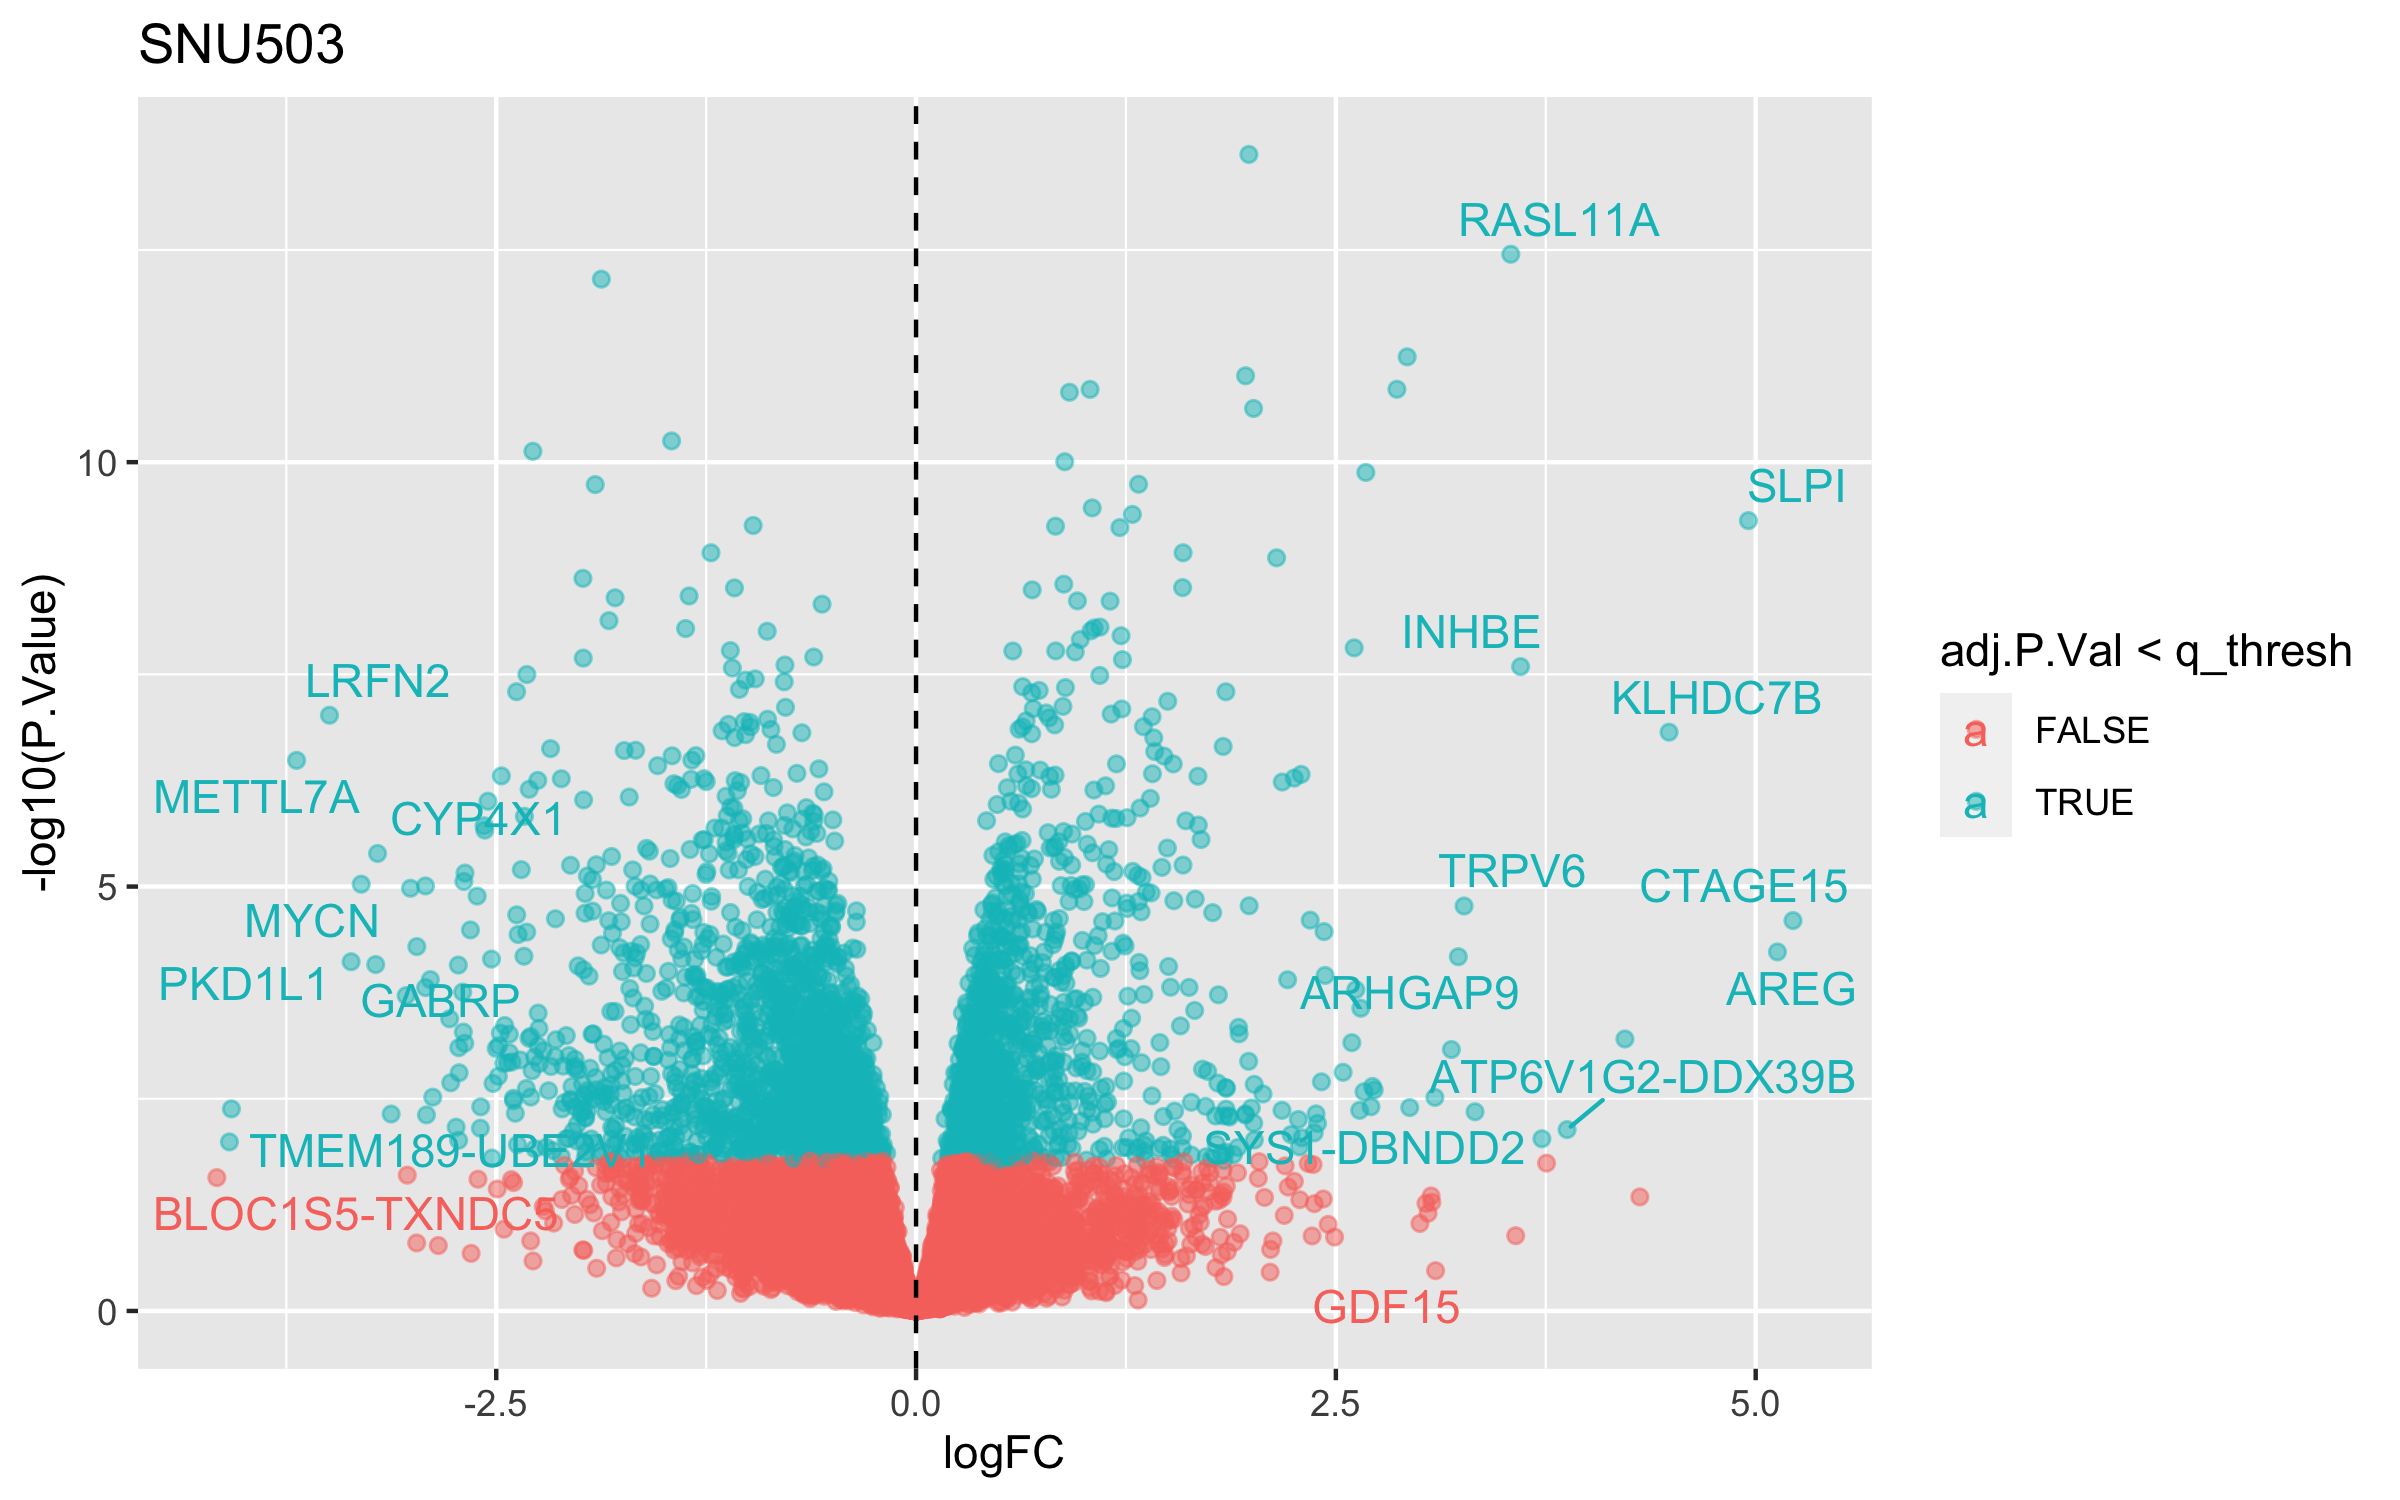 SNU503
RASL11A
10
SLPI
INHBE
LRFN2
KLHDC7B
adj.P.Val < q_thresh
a FALSE
a TRUE
METTL7A
CYP4X1
-log10(P.Value)
TRPV6
5
CTAGE15
MYCN
PKD1L1
GABRP
ARHGAP9
AREG
ATP6V1G2-DDX39B
TMEM189-UBE2V1
SYS1-DBNDD2
BLOC1S5-TXNDC5
GDF15
0
-2.5
0.0
2.5
5.0
logFC